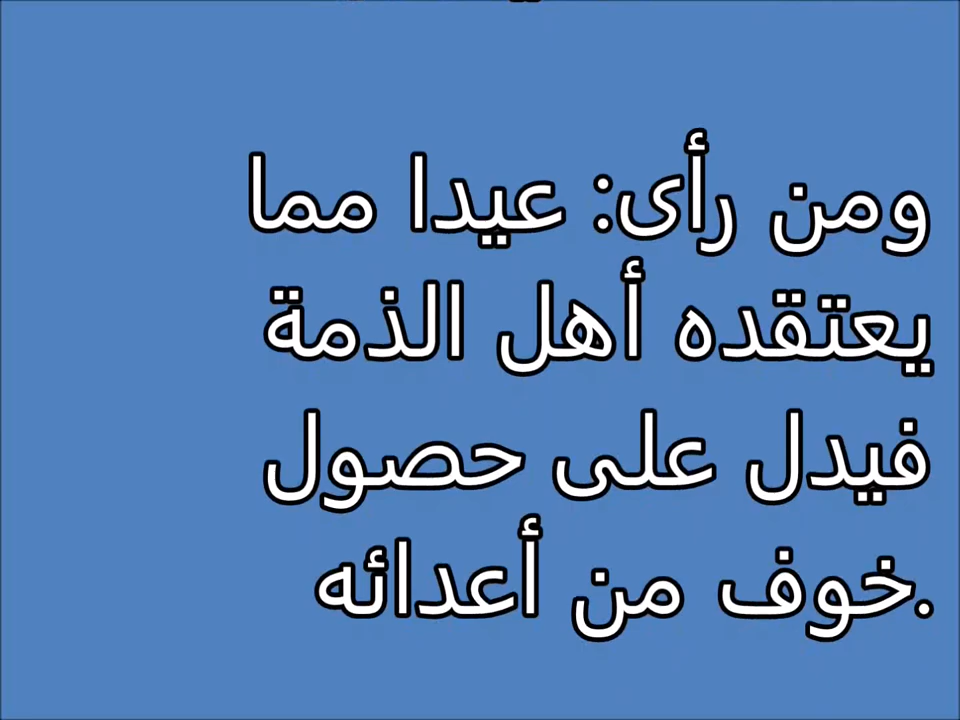 ومن رأى: عيدا مما
يعتقده أهل الذمة
فيدل على حصول
خوف من أعدائه.